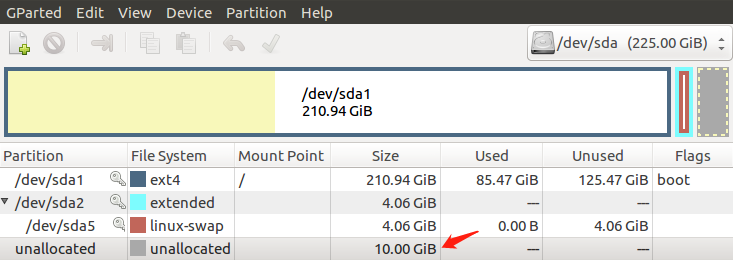 GParted Edit View Device Partition Help
/dev/sda (225.00 GiB)
/dev/sda1
210.94 GiB
Partition File System Mount Point Size Used Unused Flags
/dev/sda1 ext4 / 210.94 GiB 85.47 GiB 125.47 GiB boot
/dev/sda2 extended 4.06 GiB --- ---
/dev/sda5 linux-swap 4.06 GiB 0.00 B 4.06 GiB
unallocated unallocated 10.00 GiB --- ---